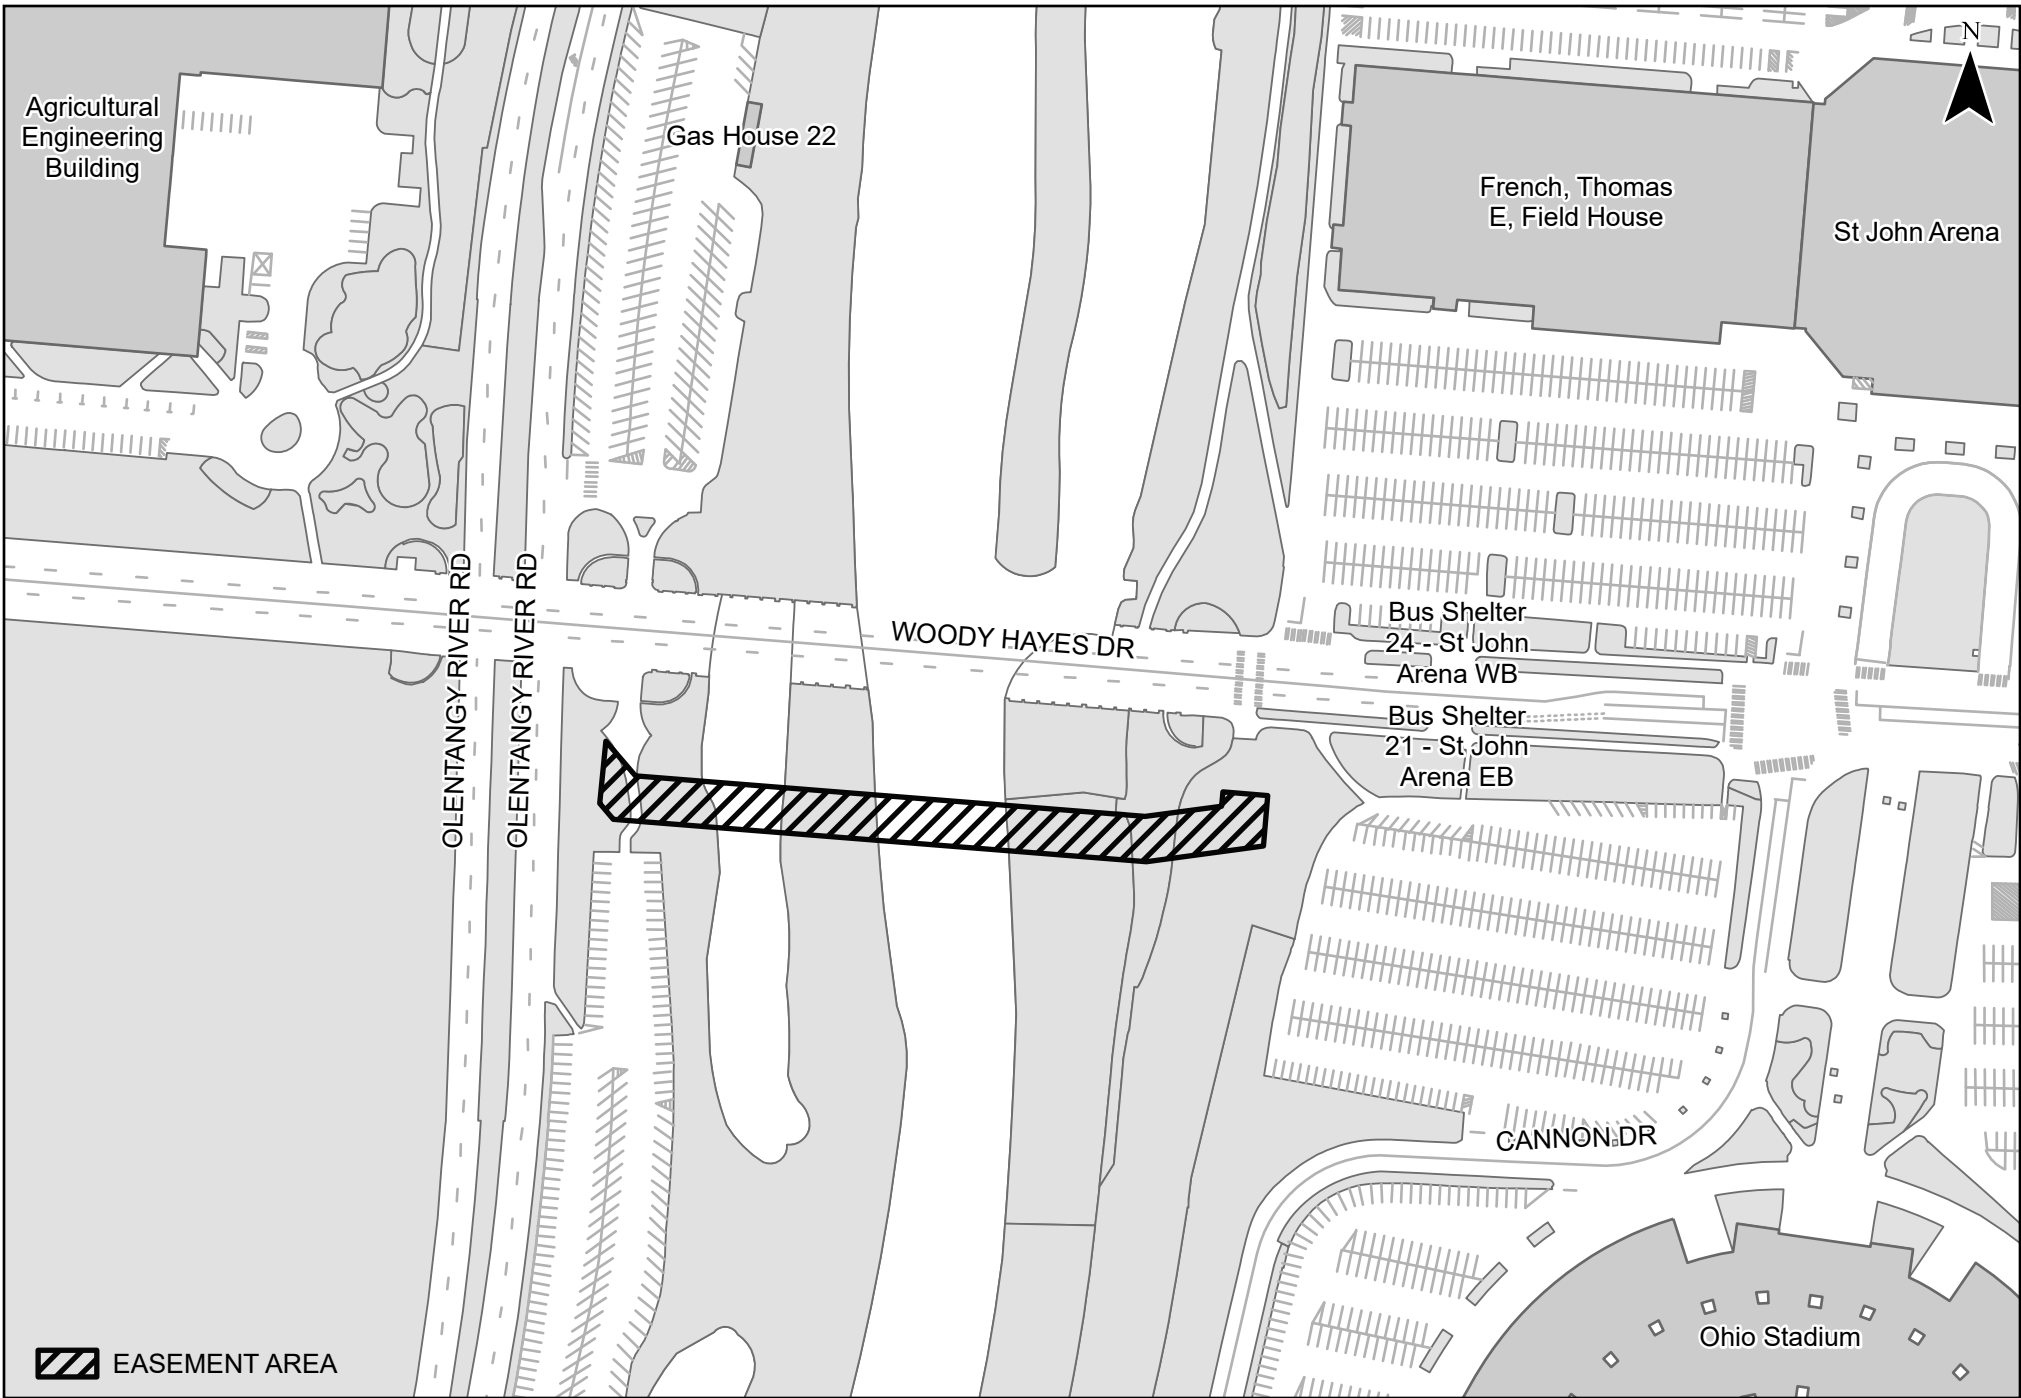 N
Agricultural
Engineering
Building
Gas House 22
French, Thomas
E, Field House
St John Arena
OLENTANGY RIVER RD
OLENTANGY RIVER RD
WOODY HAYES DR
Bus Shelter
24 - St John
Arena WB
Bus Shelter
21 - St John
Arena EB
CANNON DR
Ohio Stadium
EASEMENT AREA